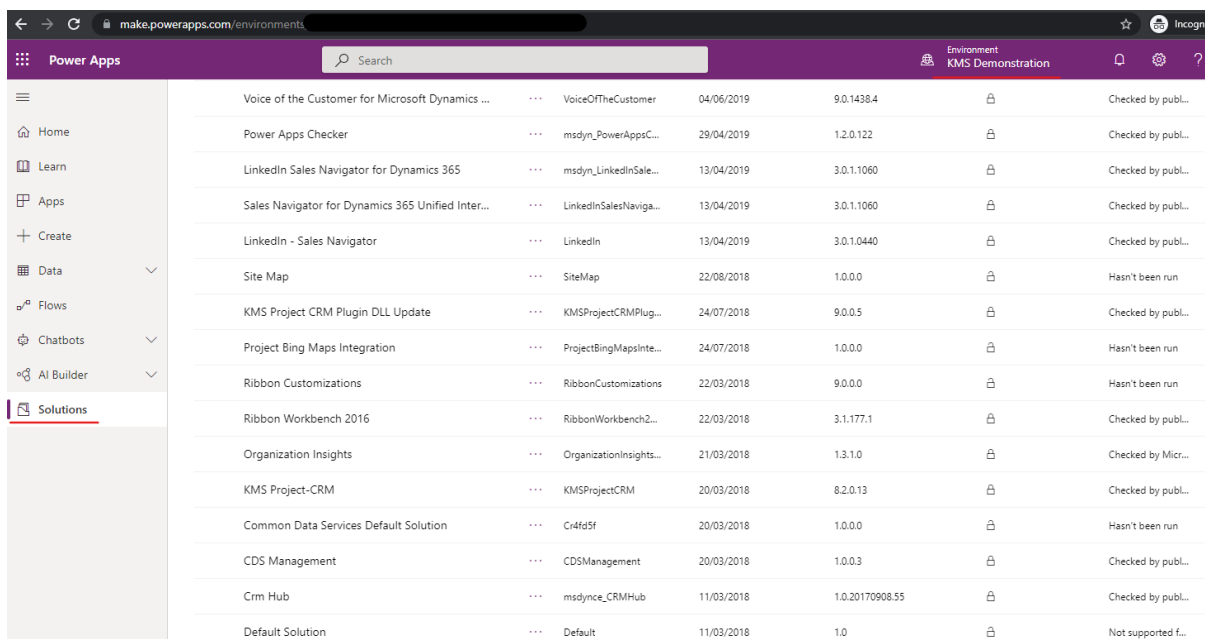 make.powerapps.com/environments
Incogn
Power Apps
Search
Environment
KMS Demonstration
?
Home
Learn
Apps
Create
Data
Flows
Chatbots
AI Builder
Solutions
Voice of the Customer for Microsoft Dynamics ... ... VoiceOfTheCustomer 04/06/2019 9.0.1438.4 Checked by publ...
Power Apps Checker ... msdyn_PowerAppsC... 29/04/2019 1.2.0.122 Checked by publ...
LinkedIn Sales Navigator for Dynamics 365 ... msdyn_LinkedInSale... 13/04/2019 3.0.1.1060 Checked by publ...
Sales Navigator for Dynamics 365 Unified Inter... ... LinkedInSalesNaviga... 13/04/2019 3.0.1.1060 Checked by publ...
LinkedIn - Sales Navigator ... LinkedIn 13/04/2019 3.0.1.0440 Checked by publ...
Site Map ... SiteMap 22/08/2018 1.0.0.0 Hasn't been run
KMS Project CRM Plugin DLL Update ... KMSProjectCRMPlug... 24/07/2018 9.0.0.5 Checked by publ...
Project Bing Maps Integration ... ProjectBingMapsInte... 24/07/2018 1.0.0.0 Hasn't been run
Ribbon Customizations ... RibbonCustomizations 22/03/2018 9.0.0.0 Hasn't been run
Ribbon Workbench 2016 ... RibbonWorkbench2... 22/03/2018 3.1.177.1 Checked by publ...
Organization Insights ... OrganizationInsights... 21/03/2018 1.3.1.0 Checked by Micr...
KMS Project-CRM ... KMSProjectCRM 20/03/2018 8.2.0.13 Checked by publ...
Common Data Services Default Solution ... Cr4fd5f 20/03/2018 1.0.0.0 Hasn't been run
CDS Management ... CDSManagement 20/03/2018 1.0.0.3 Checked by publ...
Crm Hub ... msdynce_CRMHub 11/03/2018 1.0.20170908.55 Checked by publ...
Default Solution ... Default 11/03/2018 1.0 Not supported f...